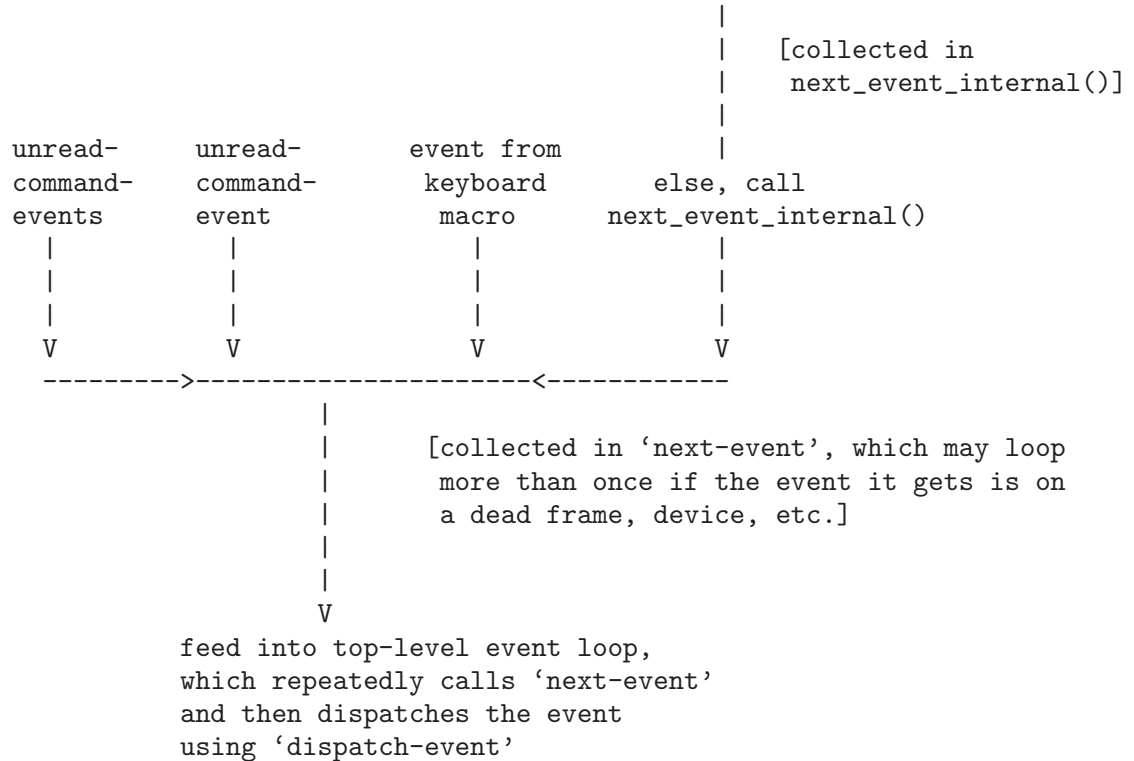 |
                                               |   [collected in
                                               |    next_event_internal()]
                                               |
unread-     unread-       event from           |
command-    command-       keyboard       else, call
events      event           macro      next_event_internal()
  |           |               |               |
  |           |               |               |
  |           |               |               |
  V           V               V               V
  --------->----------------------<------------
                    |
                    |      [collected in ‘next-event’, which may loop
                    |       more than once if the event it gets is on
                    |       a dead frame, device, etc.]
                    |
                    |
                    V
           feed into top-level event loop,
           which repeatedly calls ‘next-event’
           and then dispatches the event
           using ‘dispatch-event’